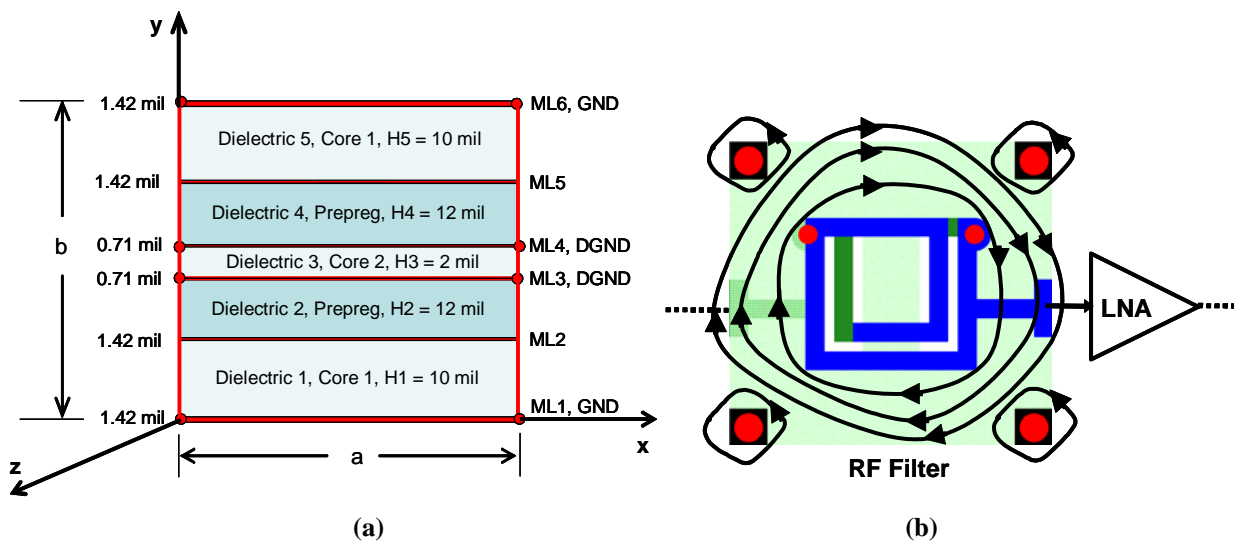 y
1.42 mil
ML6, GND
Dielectric 5, Core 1, H5 = 10 mil
1.42 mil
ML5
b
Dielectric 4, Prepreg, H4 = 12 mil
0.71 mil
ML4, DGND
Dielectric 3, Core 2, H3 = 2 mil
0.71 mil
ML3, DGND
Dielectric 2, Prepreg, H2 = 12 mil
1.42 mil
ML2
Dielectric 1, Core 1, H1 = 10 mil
1.42 mil
ML1, GND
x
z
a
(a)
LNA
RF Filter
(b)